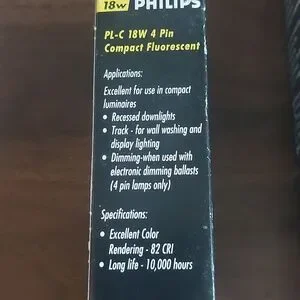 18w PHILIPS
PL-C 18W 4 Pin
Compact Fluorescent
Applications:
Excellent for use in compact
luminaires
• Recessed downlights
• Track - for wall washing and
display lighting
• Dimming-when used with
electronic dimming ballasts
(4 pin lamps only)
Specifications:
• Excellent Color
Rendering - 82 CRI
• Long life - 10,000 hours